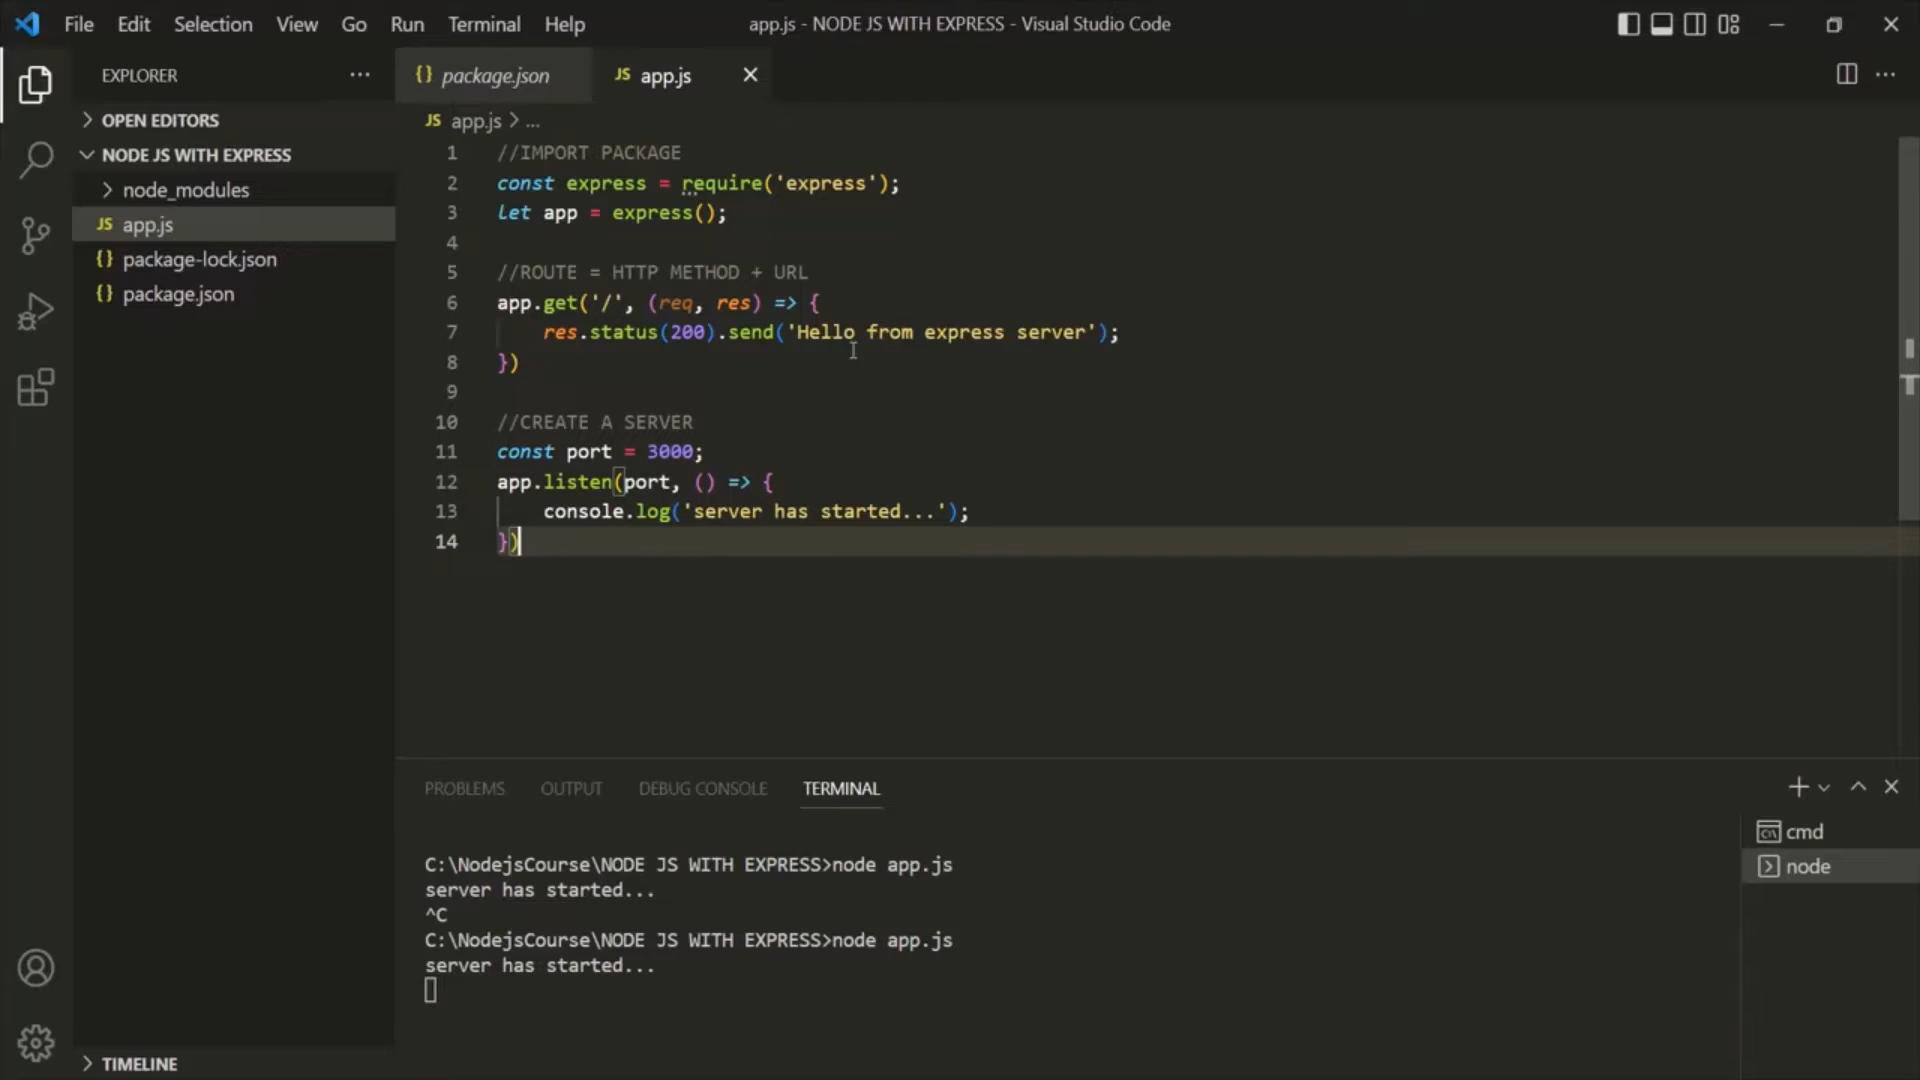 File Edit Selection View Go Run Terminal Help
app.js - NODE JS WITH EXPRESS - Visual Studio Code
EXPLORER ...
OPEN EDITORS
NODE JS WITH EXPRESS
node_modules
JS app.js
{} package-lock.json
{} package.json
TIMELINE
{} package.json
JS app.js
JS app.js > ...
1 //IMPORT PACKAGE
2 const express = require('express');
3 let app = express();
4
5 //ROUTE = HTTP METHOD + URL
6 app.get('/', (req, res) => {
7     res.status(200).send('Hello from express server');
8 })
9
10 //CREATE A SERVER
11 const port = 3000;
12 app.listen(port, () => {
13     console.log('server has started...');
14 })
PROBLEMS OUTPUT DEBUG CONSOLE TERMINAL
C:\NodejsCourse\NODE JS WITH EXPRESS>node app.js
server has started...
^C
C:\NodejsCourse\NODE JS WITH EXPRESS>node app.js
server has started...
cmd
node